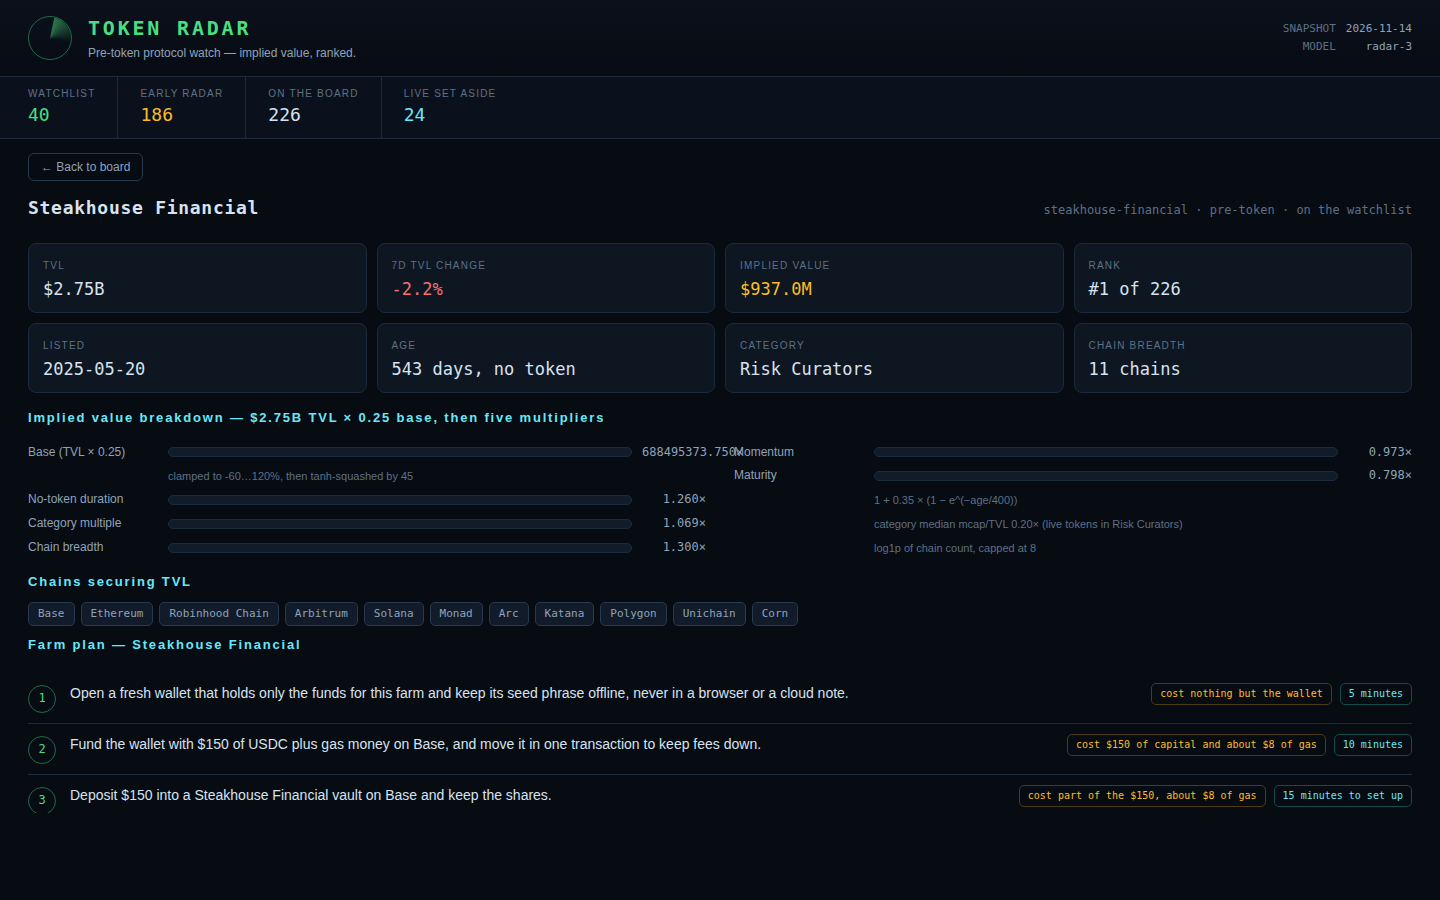 TOKEN RADAR
Pre-token protocol watch — implied value, ranked.
SNAPSHOT 2026-11-14
MODEL radar-3
WATCHLIST
40
EARLY RADAR
186
ON THE BOARD
226
LIVE SET ASIDE
24
← Back to board
Steakhouse Financial
steakhouse-financial · pre-token · on the watchlist
TVL
$2.75B
7D TVL CHANGE
-2.2%
IMPLIED VALUE
$937.0M
RANK
#1 of 226
LISTED
2025-05-20
AGE
543 days, no token
CATEGORY
Risk Curators
CHAIN BREADTH
11 chains
Implied value breakdown — $2.75B TVL × 0.25 base, then five multipliers
Base (TVL × 0.25) 688495373.750×
Momentum 0.973×
clamped to -60…120%, then tanh-squashed by 45
Maturity 0.798×
No-token duration 1.260×
1 + 0.35 × (1 − e^(−age/400))
Category multiple 1.069×
category median mcap/TVL 0.20× (live tokens in Risk Curators)
Chain breadth 1.300×
log1p of chain count, capped at 8
Chains securing TVL
Base Ethereum Robinhood Chain Arbitrum Solana Monad Arc Katana Polygon Unichain Corn
Farm plan — Steakhouse Financial
1 Open a fresh wallet that holds only the funds for this farm and keep its seed phrase offline, never in a browser or a cloud note. cost nothing but the wallet 5 minutes
2 Fund the wallet with $150 of USDC plus gas money on Base, and move it in one transaction to keep fees down. cost $150 of capital and about $8 of gas 10 minutes
3 Deposit $150 into a Steakhouse Financial vault on Base and keep the shares. cost part of the $150, about $8 of gas 15 minutes to set up